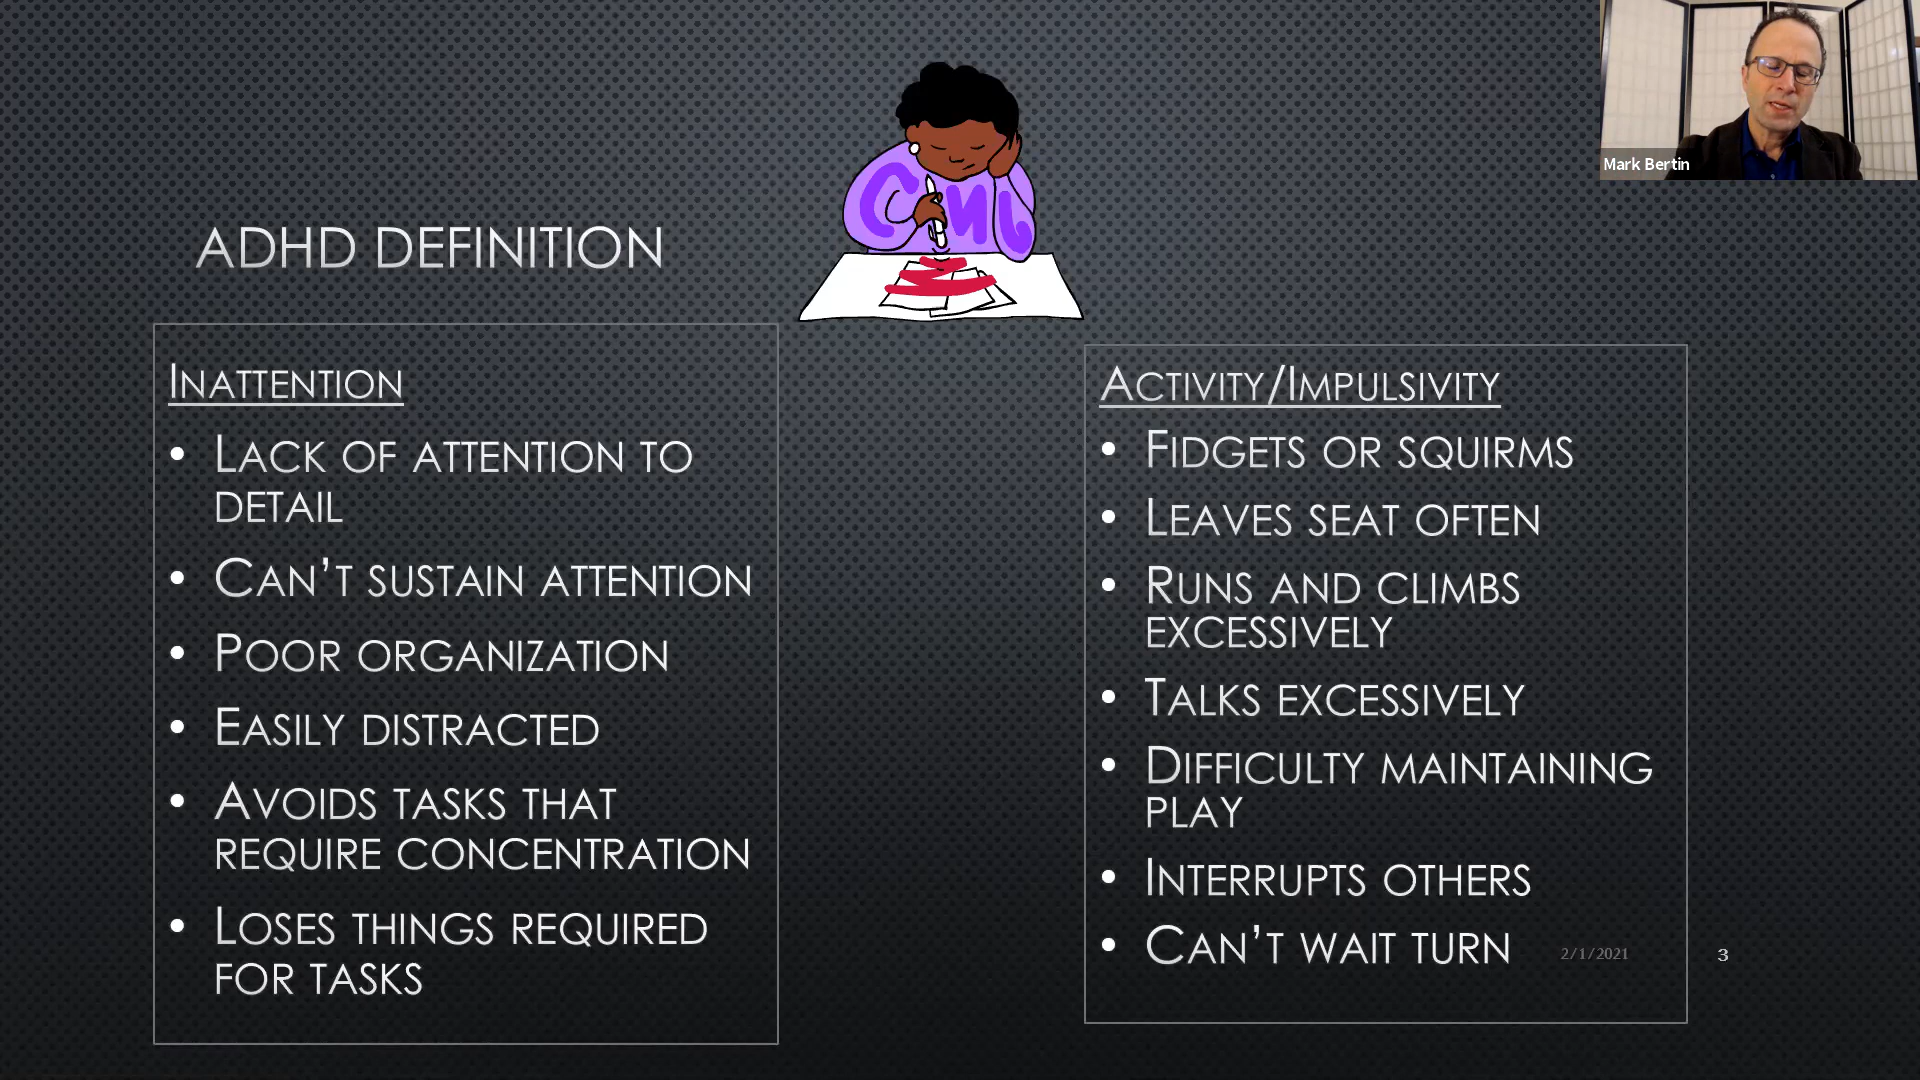 Mark Bertin
ADHD DEFINITION
INATTENTION
• LACK OF ATTENTION TO
DETAIL
• CAN’T SUSTAIN ATTENTION
• POOR ORGANIZATION
• EASILY DISTRACTED
• AVOIDS TASKS THAT
REQUIRE CONCENTRATION
• LOSES THINGS REQUIRED
FOR TASKS
ACTIVITY/IMPULSIVITY
• FIDGETS OR SQUIRMS
• LEAVES SEAT OFTEN
• RUNS AND CLIMBS
EXCESSIVELY
• TALKS EXCESSIVELY
• DIFFICULTY MAINTAINING
PLAY
• INTERRUPTS OTHERS
• CAN’T WAIT TURN
2/1/2021
3